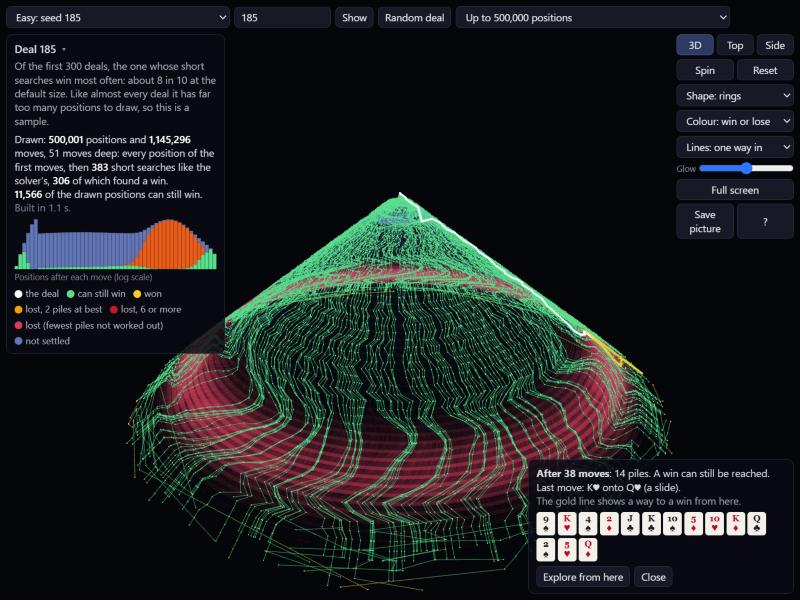 Easy: seed 185
185
Show
Random deal
Up to 500,000 positions
3D
Top
Side
Spin
Reset
Shape: rings
Colour: win or lose
Lines: one way in
Glow
Full screen
Save
picture
?
Deal 185
Of the first 300 deals, the one whose short
searches win most often: about 8 in 10 at the
default size. Like almost every deal it has far
too many positions to draw, so this is a
sample.
Drawn: 500,001 positions and 1,145,296
moves, 51 moves deep: every position of the
first moves, then 383 short searches like the
solver's, 306 of which found a win.
11,566 of the drawn positions can still win.
Built in 1.1 s.
Positions after each move (log scale)
the deal
can still win
won
lost, 2 piles at best
lost, 6 or more
lost (fewest piles not worked out)
not settled
After 38 moves: 14 piles. A win can still be reached.
Last move: K♥ onto Q♥ (a slide).
The gold line shows a way to a win from here.
9♠ K♥ 4♠ 2♦ J♣ K♣ 10♠ 5♦ 10♥ K♦ Q♣
2♠ 5♥ Q♦
Explore from here
Close